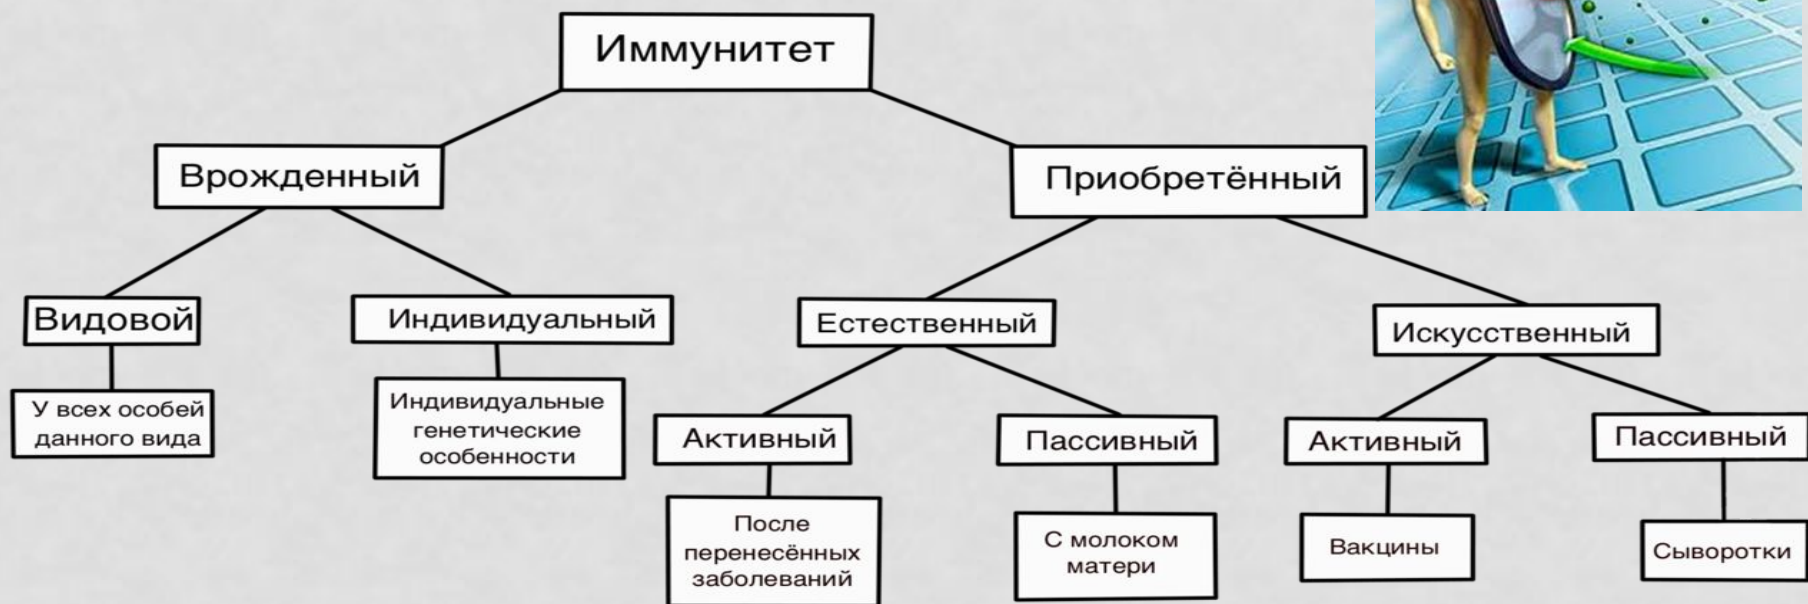 Иммунитет
Врожденный
Приобретённый
Видовой
Индивидуальный
Естественный
Искусственный
У всех особей
данного вида
Индивидуальные
генетические
особенности
Активный
Пассивный
Активный
Пассивный
После
перенесённых
заболеваний
С молоком
матери
Вакцины
Сыворотки